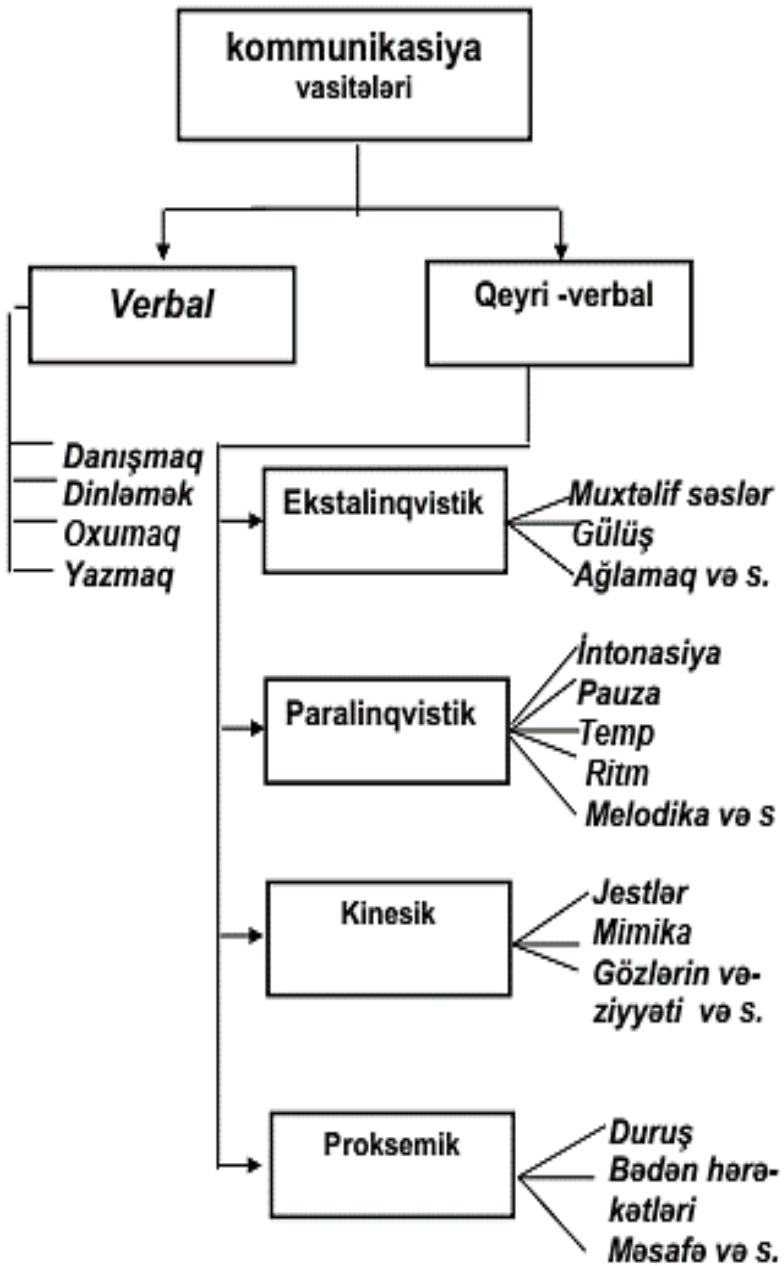 kommunikasiya
vasitələri
Verbal
Qeyri -verbal
Danışmaq
Dinləmək
Oxumaq
Yazmaq
Ekstalinqvistik
Muxtəlif səslər
Gülüş
Ağlamaq və s.
Paralinqvistik
İntonasiya
Pauza
Temp
Ritm
Melodika və s
Kinesik
Jestlər
Mimika
Gözlərin və-
ziyyəti və s.
Proksemik
Duruş
Bədən hərə-
kətləri
Məsafə və s.